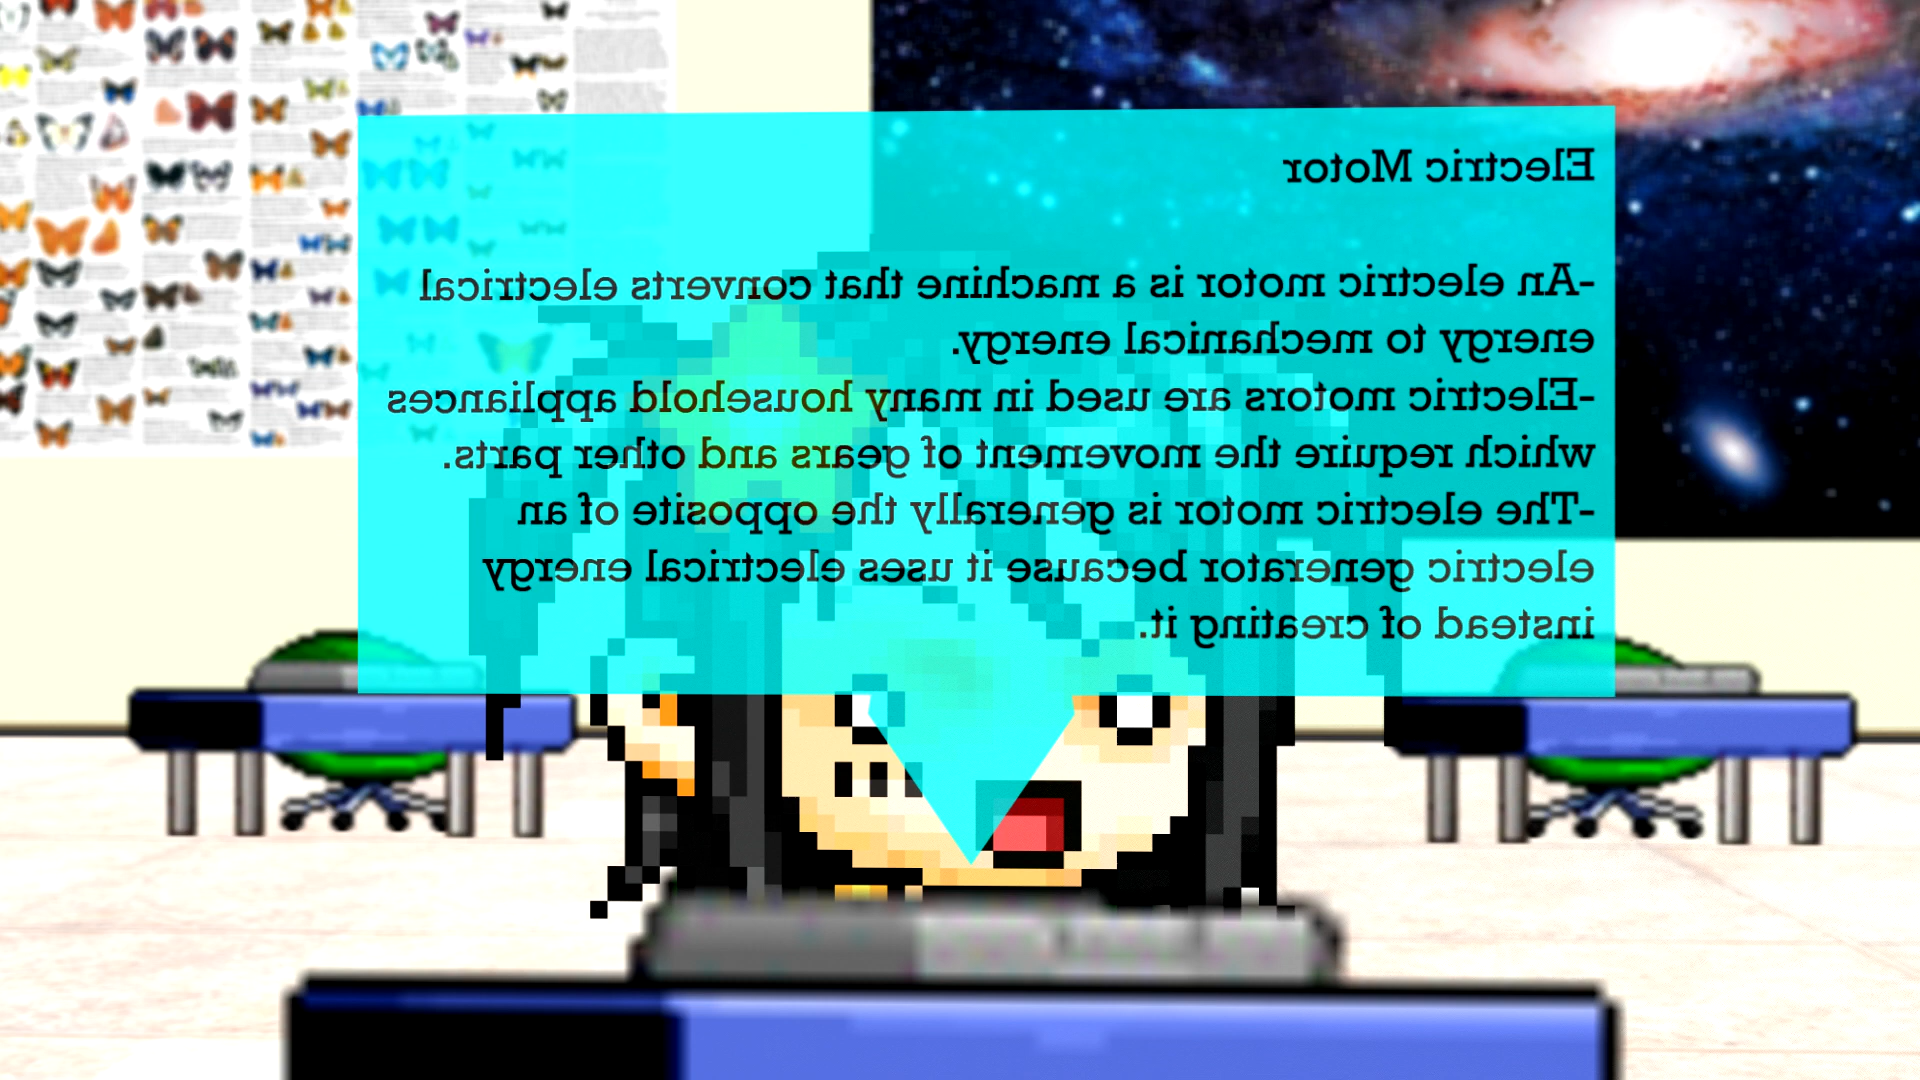 Electric Motor
-An electric motor is a machine that converts electrical
energy to mechanical energy.
-Electric motors are used in many household appliances
which require the movement of gears and other parts.
-The electric motor is generally the opposite of an
electric generator because it uses electrical energy
instead of creating it.